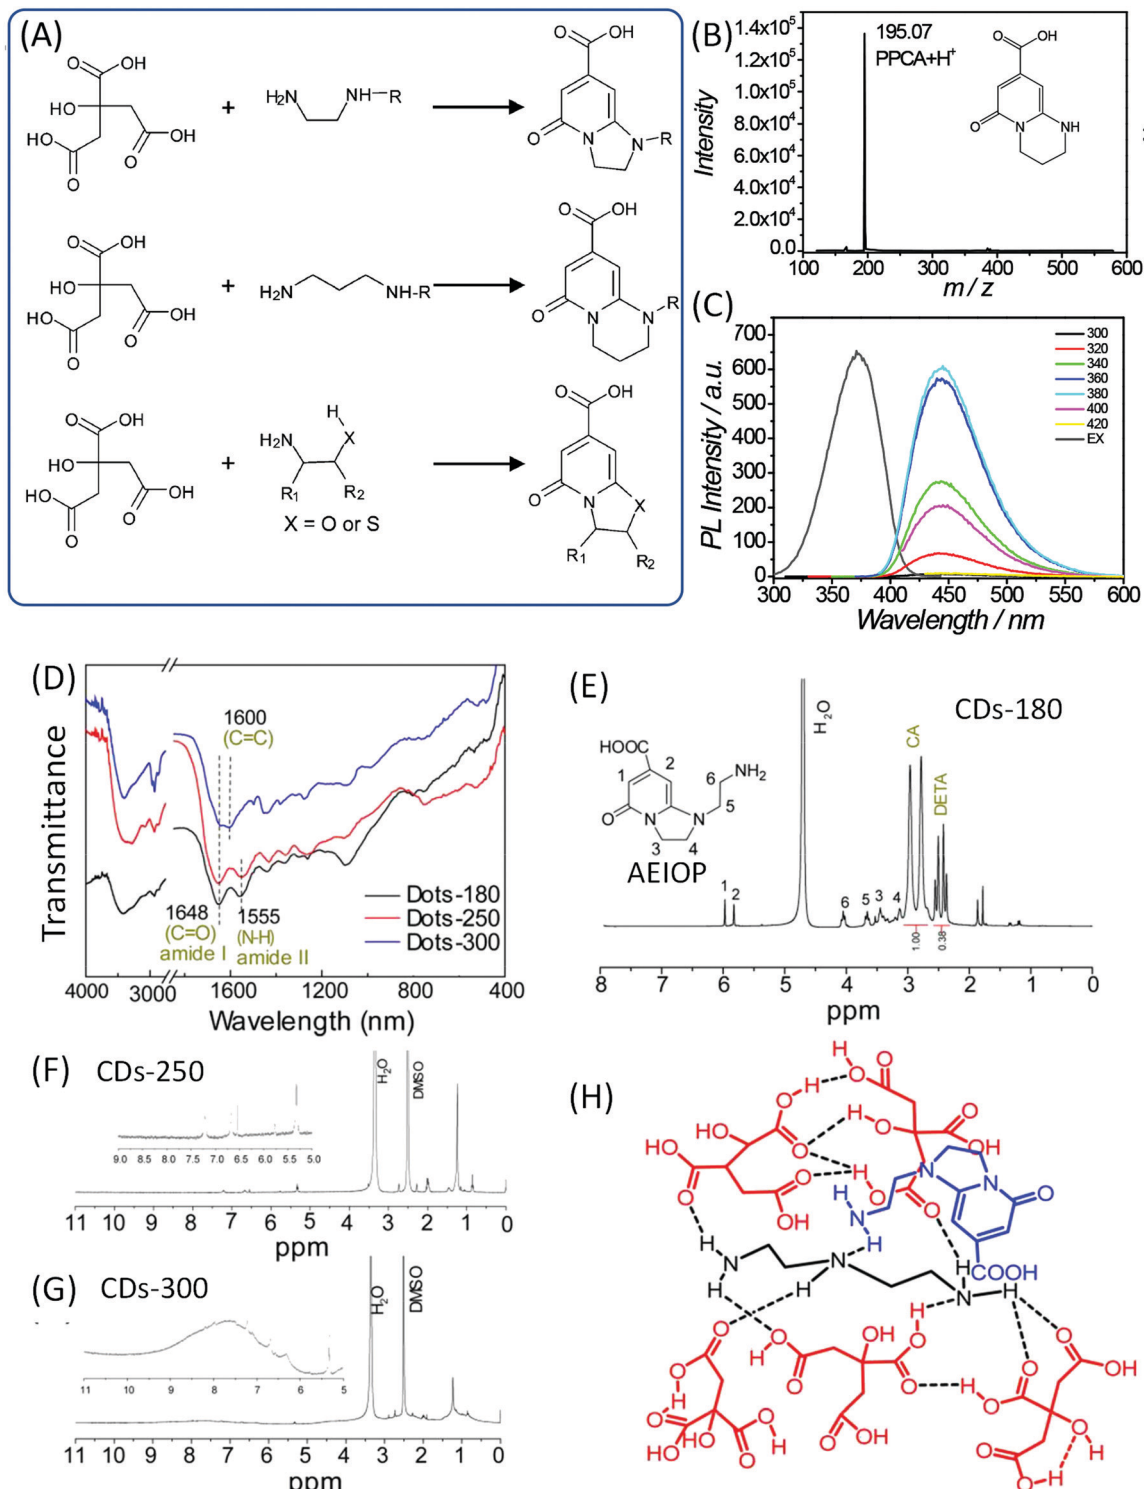 (A)
O
OH
HO
HO
OH
O
O
+
H2N
NH
R
O
OH
O
N
N
R
O
OH
HO
HO
OH
O
O
+
H2N
NH-R
O
OH
O
N
N
R
O
OH
HO
HO
OH
O
O
+
H2N
H
X
R1
R2
X = O or S
O
OH
O
N
X
R1
R2
(B)
1.4x10^5
1.2x10^5
1.0x10^5
8.0x10^4
6.0x10^4
4.0x10^4
2.0x10^4
0.0
Intensity
195.07
PPCA+H+
O
OH
O
N
NH
100 200 300 400 500 600
m / z
(C)
700
600
500
400
300
200
100
0
PL Intensity / a.u.
300
320
340
360
380
400
420
EX
300 350 400 450 500 550 600
Wavelength / nm
(D)
Transmittance
1600
(C=C)
1648
(C=O)
amide I
1555
(N-H)
amide II
Dots-180
Dots-250
Dots-300
4000 3000 1600 1200 800 400
Wavelength (nm)
(E)
CDs-180
H2O
CA
DETA
HOOC
1
2
O
N
N
3
4
5
6
NH2
AEIOP
1
2
6
5
3
4
1.00
0.38
8 7 6 5 4 3 2 1 0
ppm
(F)
CDs-250
H2O
DMSO
9.0 8.5 8.0 7.5 7.0 6.5 6.0 5.5 5.0
11 10 9 8 7 6 5 4 3 2 1 0
ppm
(G)
CDs-300
H2O
DMSO
11 10 9 8 7 6 5
11 10 9 8 7 6 5 4 3 2 1 0
ppm
(H)
H
O
O
O
H
O
H
O
H
O
O
HO
O
OH
HO
O
O
O
OH
H
O
O
H
N
H
N
N
O
COOH
H
N
H
N
H
H
N
H
O
O
H
O
O
H
O
HO
O
HO
O
O
H
OH
H
O
O
O
OH
H
O
O
O
OH
O
H
O
O
H